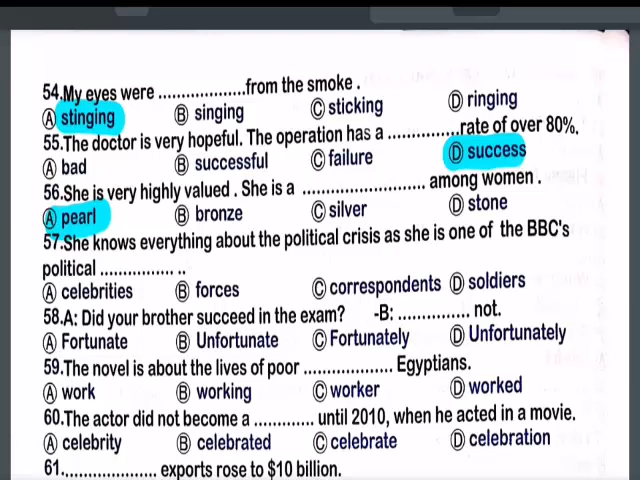 54.My eyes were ...................from the smoke .
Ⓐ stinging Ⓑ singing Ⓒ sticking Ⓓ ringing
55.The doctor is very hopeful. The operation has a ..............rate of over 80%.
Ⓐ bad Ⓑ successful Ⓒ failure Ⓓ success
56.She is very highly valued . She is a ......................... among women .
Ⓐ pearl Ⓑ bronze Ⓒ silver Ⓓ stone
57.She knows everything about the political crisis as she is one of the BBC's
political ................ ..
Ⓐ celebrities Ⓑ forces Ⓒ correspondents Ⓓ soldiers
58.A: Did your brother succeed in the exam? -B: ............... not.
Ⓐ Fortunate Ⓑ Unfortunate Ⓒ Fortunately Ⓓ Unfortunately
59.The novel is about the lives of poor ................... Egyptians.
Ⓐ work Ⓑ working Ⓒ worker Ⓓ worked
60.The actor did not become a ............. until 2010, when he acted in a movie.
Ⓐ celebrity Ⓑ celebrated Ⓒ celebrate Ⓓ celebration
61.................... exports rose to $10 billion.